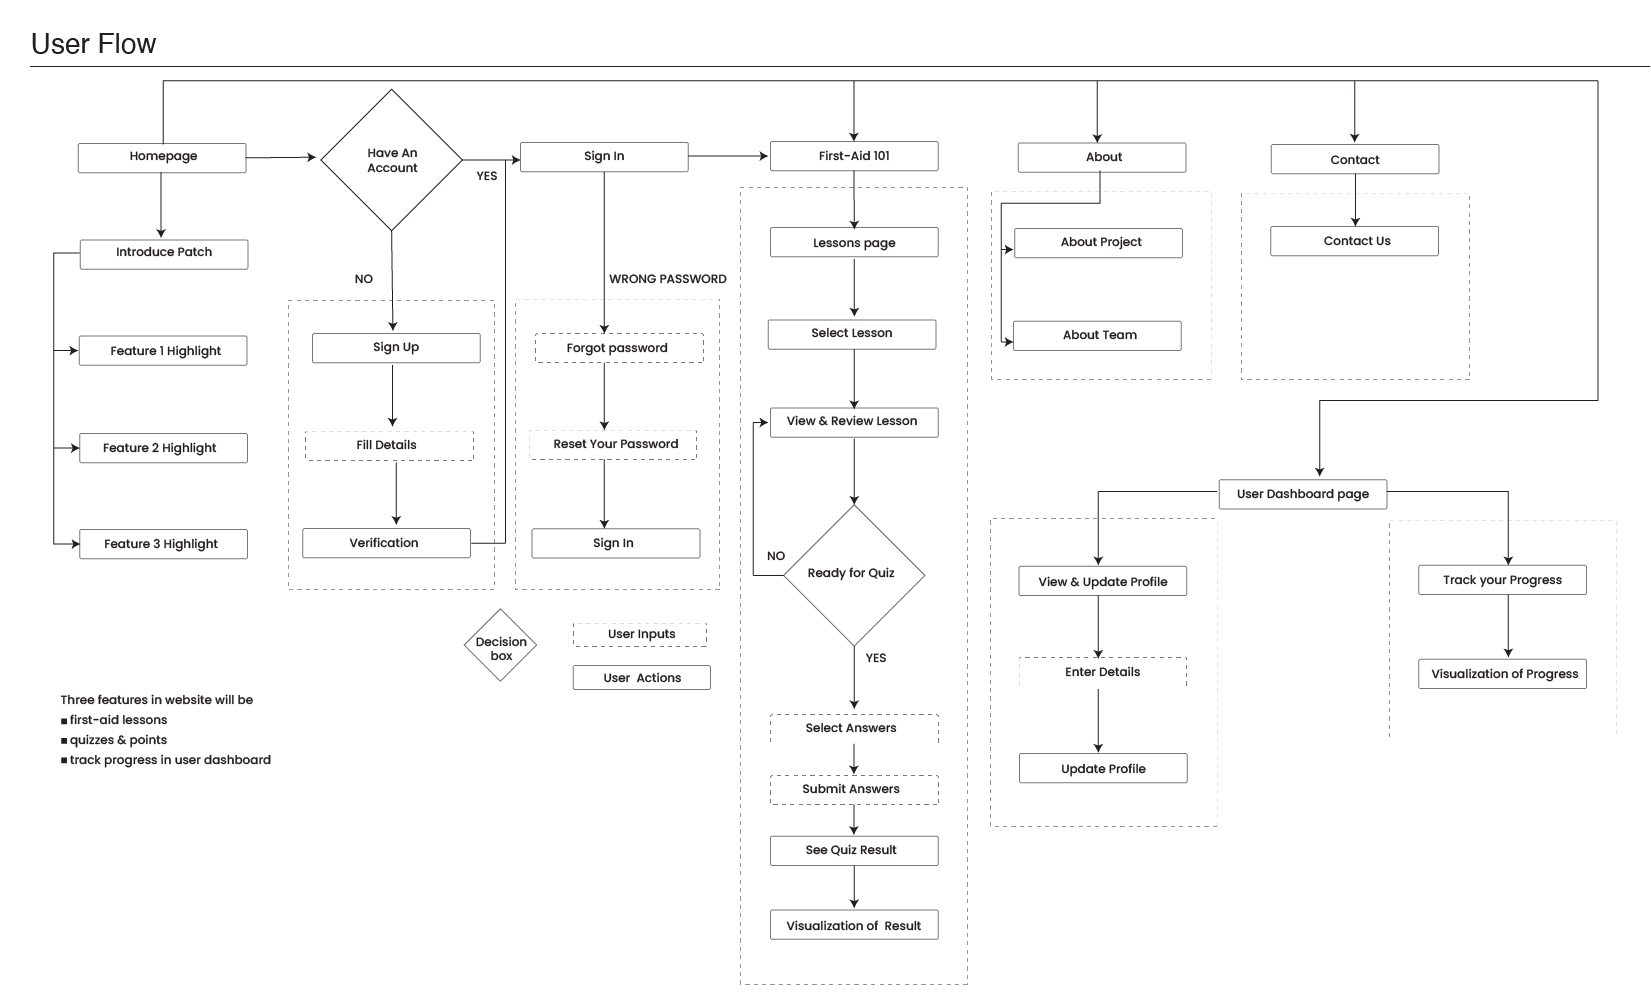 User Flow
Homepage
Have An
Account
YES
Sign In
First-Aid 101
About
Contact
Introduce Patch
Feature 1 Highlight
Feature 2 Highlight
Feature 3 Highlight
NO
Sign Up
Fill Details
Verification
WRONG PASSWORD
Forgot password
Reset Your Password
Sign In
Lessons page
Select Lesson
View & Review Lesson
NO
Ready for Quiz
YES
Select Answers
Submit Answers
See Quiz Result
Visualization of Result
About Project
About Team
Contact Us
User Dashboard page
View & Update Profile
Enter Details
Update Profile
Track your Progress
Visualization of Progress
Decision
box
User Inputs
User Actions
Three features in website will be
▪ first-aid lessons
▪ quizzes & points
▪ track progress in user dashboard